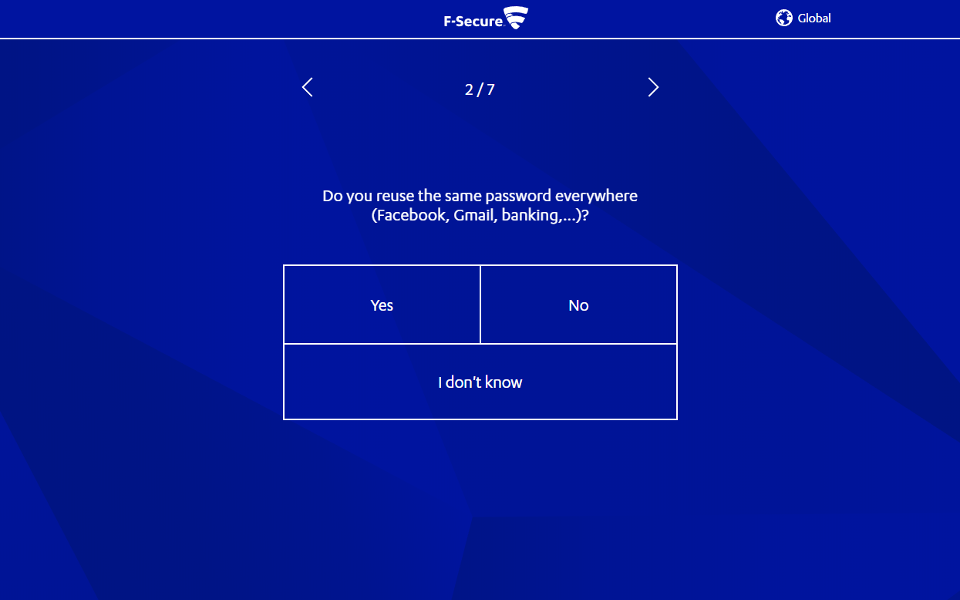 F-Secure
Global
2 / 7
Do you reuse the same password everywhere
(Facebook, Gmail, banking,...)?
Yes
No
I don't know